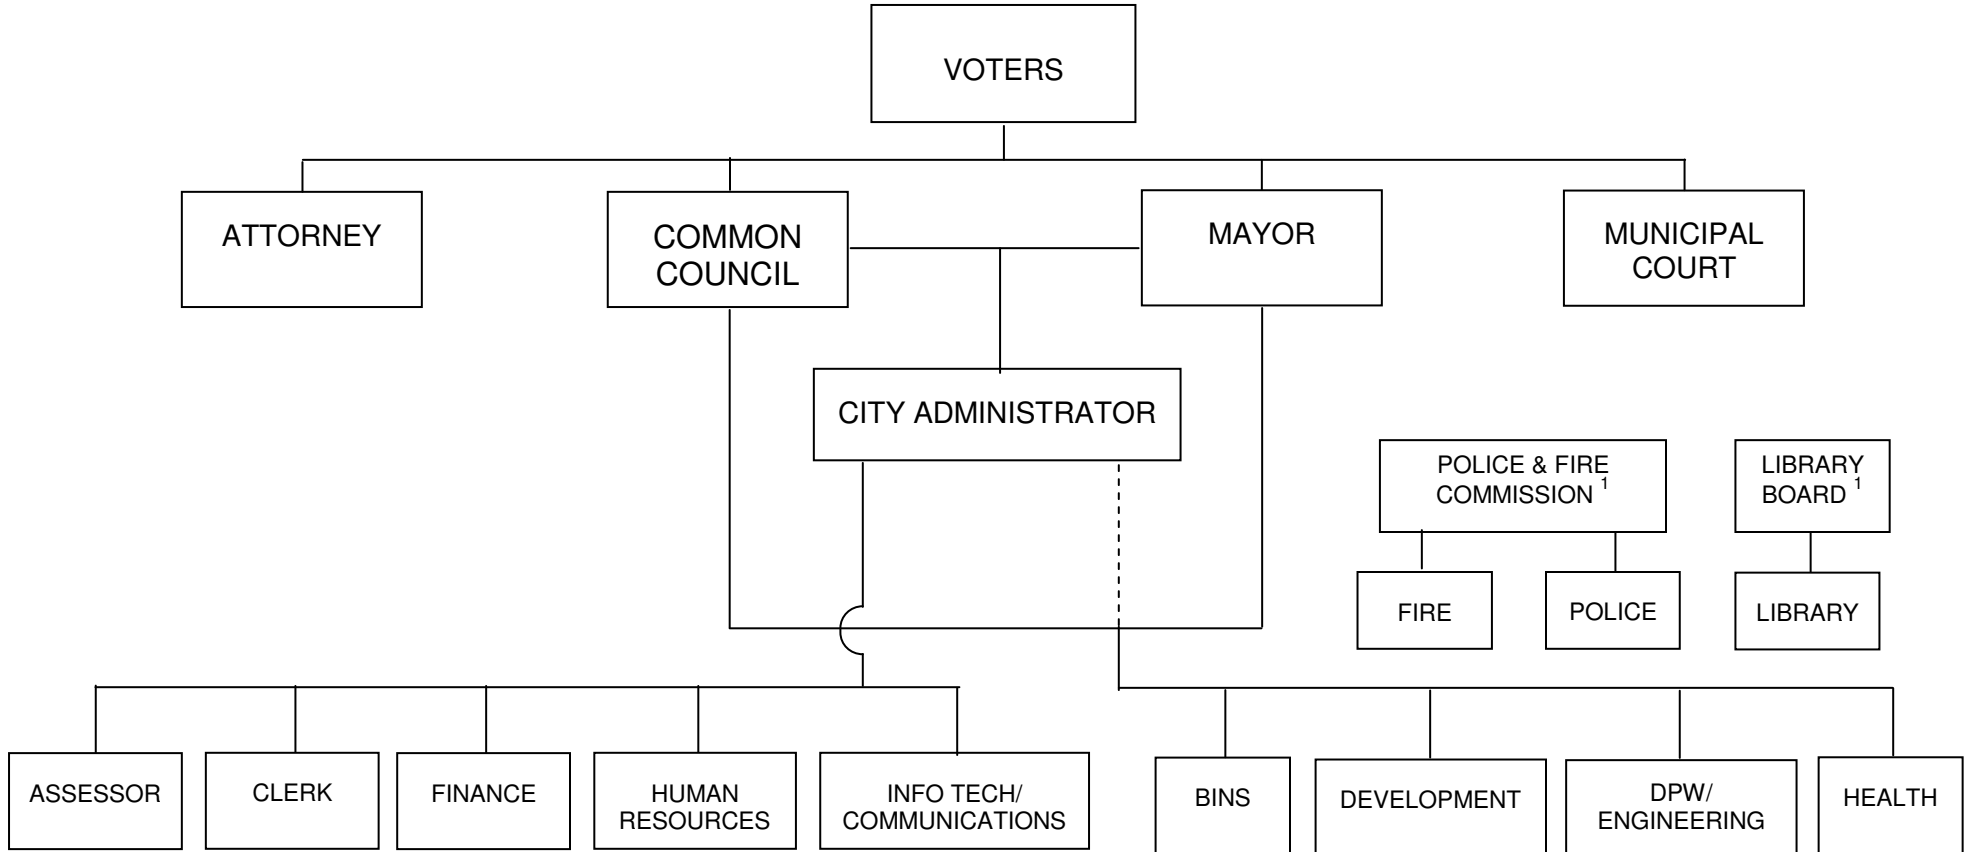 VOTERS
ATTORNEY
COMMON
COUNCIL
MAYOR
MUNICIPAL
COURT
CITY ADMINISTRATOR
POLICE & FIRE
COMMISSION 1
LIBRARY
BOARD 1
FIRE
POLICE
LIBRARY
ASSESSOR
CLERK
FINANCE
HUMAN
RESOURCES
INFO TECH/
COMMUNICATIONS
BINS
DEVELOPMENT
DPW/
ENGINEERING
HEALTH